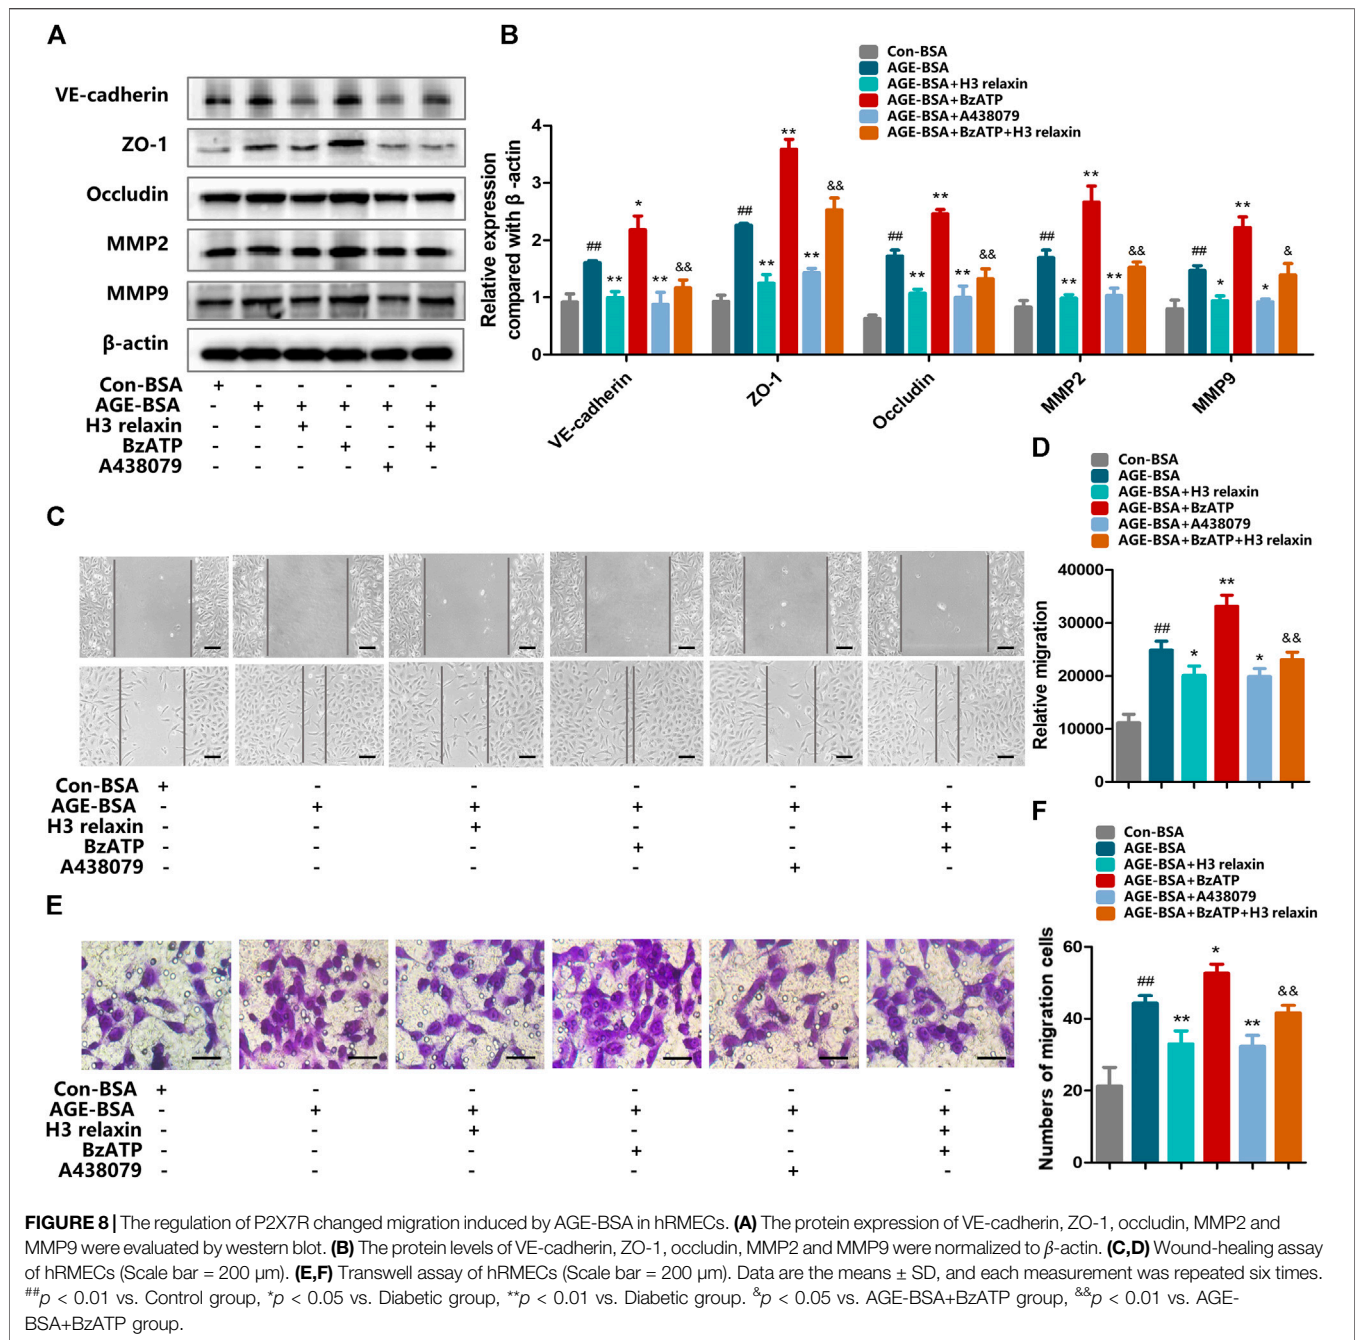 A
VE-cadherin
ZO-1
Occludin
MMP2
MMP9
β-actin
Con-BSA + - - - - -
AGE-BSA - + + + + +
H3 relaxin - - + - - +
BzATP - - - + - +
A438079 - - - - + -
B
Con-BSA
AGE-BSA
AGE-BSA+H3 relaxin
AGE-BSA+BzATP
AGE-BSA+A438079
AGE-BSA+BzATP+H3 relaxin
Relative expression
compared with β -actin
4
3
2
1
0
## ** * ** &&
## ** ** ** &&
## ** ** ** &&
## ** ** ** &&
## * ** * &
VE-cadherin
ZO-1
Occludin
MMP2
MMP9
C
Con-BSA + - - - - -
AGE-BSA - + + + + +
H3 relaxin - - + - - +
BzATP - - - + - +
A438079 - - - - + -
D
Con-BSA
AGE-BSA
AGE-BSA+H3 relaxin
AGE-BSA+BzATP
AGE-BSA+A438079
AGE-BSA+BzATP+H3 relaxin
Relative migration
40000
30000
20000
10000
0
## * ** * &&
E
Con-BSA + - - - - -
AGE-BSA - + + + + +
H3 relaxin - - + - - +
BzATP - - - + - +
A438079 - - - - + -
F
Con-BSA
AGE-BSA
AGE-BSA+H3 relaxin
AGE-BSA+BzATP
AGE-BSA+A438079
AGE-BSA+BzATP+H3 relaxin
Numbers of migration cells
60
40
20
0
## ** * ** &&
FIGURE 8 | The regulation of P2X7R changed migration induced by AGE-BSA in hRMECs. (A) The protein expression of VE-cadherin, ZO-1, occludin, MMP2 and
MMP9 were evaluated by western blot. (B) The protein levels of VE-cadherin, ZO-1, occludin, MMP2 and MMP9 were normalized to β-actin. (C,D) Wound-healing assay
of hRMECs (Scale bar = 200 μm). (E,F) Transwell assay of hRMECs (Scale bar = 200 μm). Data are the means ± SD, and each measurement was repeated six times.
##p < 0.01 vs. Control group, *p < 0.05 vs. Diabetic group, **p < 0.01 vs. Diabetic group. &p < 0.05 vs. AGE-BSA+BzATP group, &&p < 0.01 vs. AGE-
BSA+BzATP group.